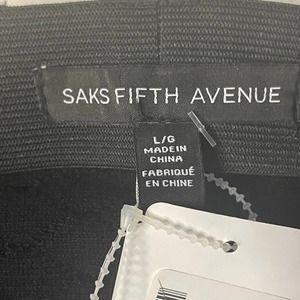 SAKS FIFTH AVENUE
L/G
MADE IN
CHINA
FABRIQUÉ
EN CHINE